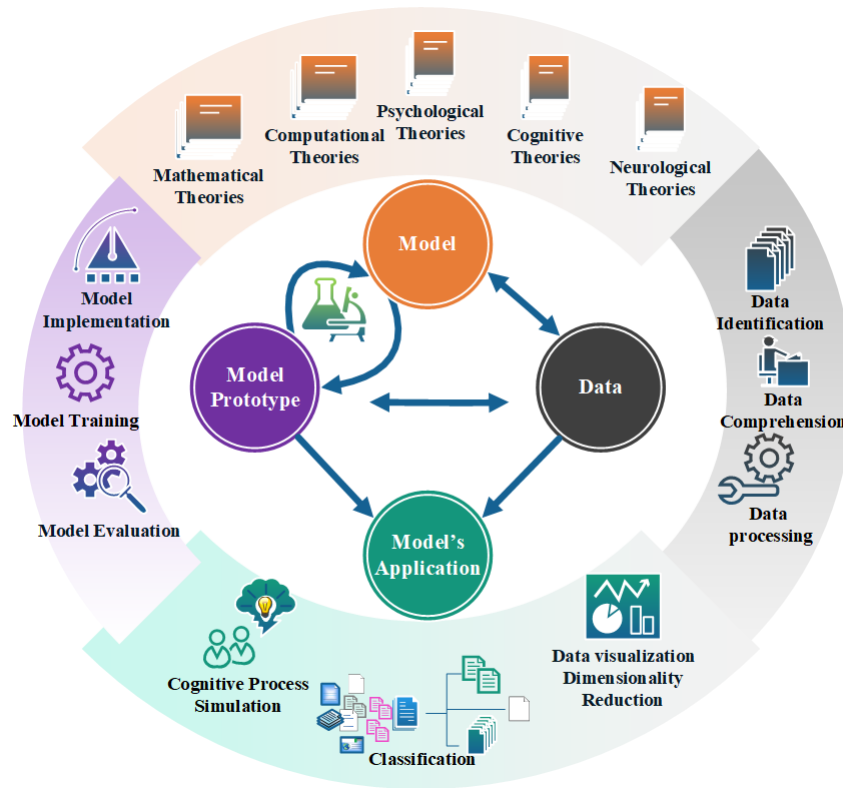 Psychological
Theories
Computational
Theories
Cognitive
Theories
Mathematical
Theories
Neurological
Theories
Model
Model
Implementation
Data
Identification
Model
Prototype
Data
Model Training
Data
Comprehension
Model Evaluation
Data
processing
Model's
Application
Cognitive Process
Simulation
Classification
Data visualization
Dimensionality
Reduction